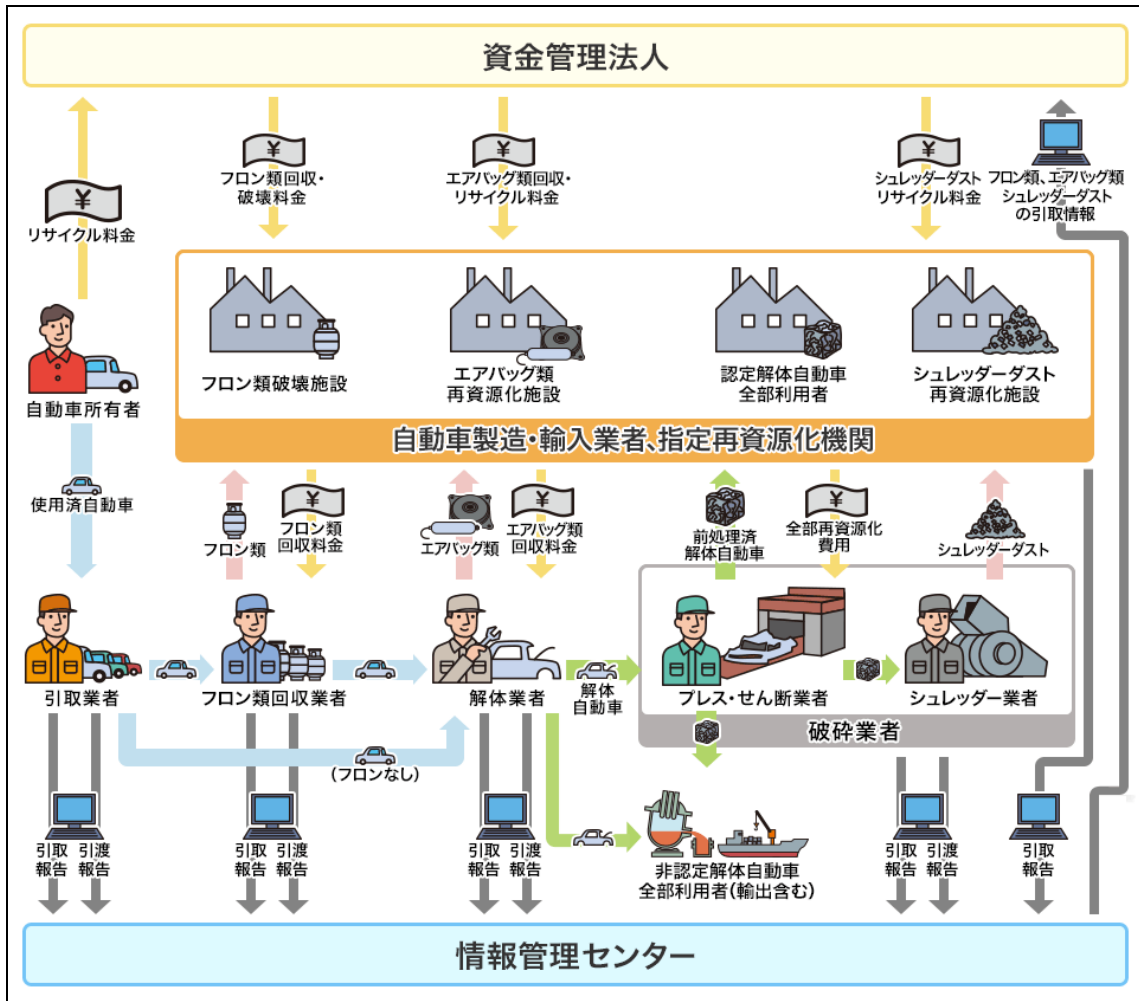 資金管理法人
¥
リサイクル料金
¥
フロン類回収・
破壊料金
¥
エアバッグ類回収・
リサイクル料金
¥
シュレッダーダスト
リサイクル料金
フロン類、エアバッグ類
シュレッダーダスト
の引取情報
自動車所有者
フロン類破壊施設
エアバッグ類
再資源化施設
認定解体自動車
全部利用者
シュレッダーダスト
再資源化施設
自動車製造・輸入業者、指定再資源化機関
使用済自動車
フロン類
¥
フロン類
回収料金
エアバッグ類
¥
エアバッグ類
回収料金
前処理済
解体自動車
¥
全部再資源化
費用
シュレッダーダスト
引取業者
フロン類回収業者
解体業者
解体
自動車
プレス・せん断業者
シュレッダー業者
破砕業者
(フロンなし)
引取
報告
引渡
報告
引取
報告
引渡
報告
引取
報告
引渡
報告
非認定解体自動車
全部利用者(輸出含む)
引取
報告
引渡
報告
引取
報告
情報管理センター